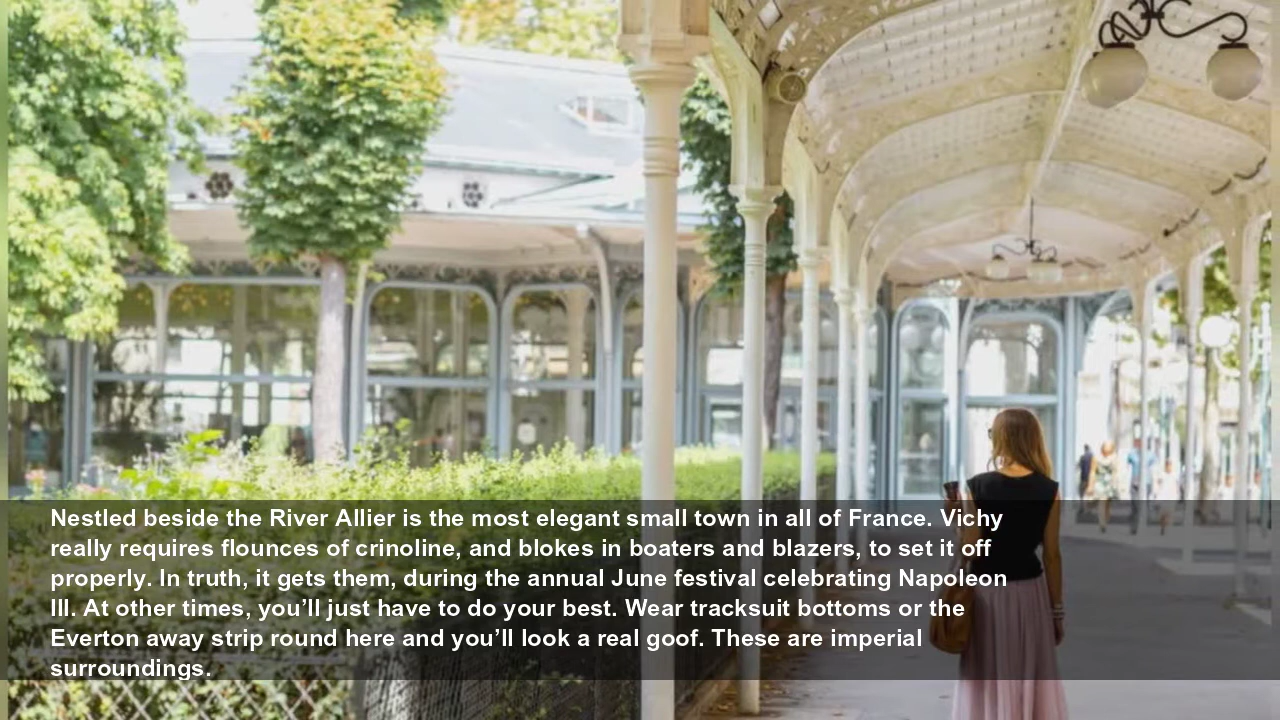 Nestled beside the River Allier is the most elegant small town in all of France. Vichy
really requires flounces of crinoline, and blokes in boaters and blazers, to set it off
properly. In truth, it gets them, during the annual June festival celebrating Napoleon
III. At other times, you’ll just have to do your best. Wear tracksuit bottoms or the
Everton away strip round here and you’ll look a real goof. These are imperial
surroundings.